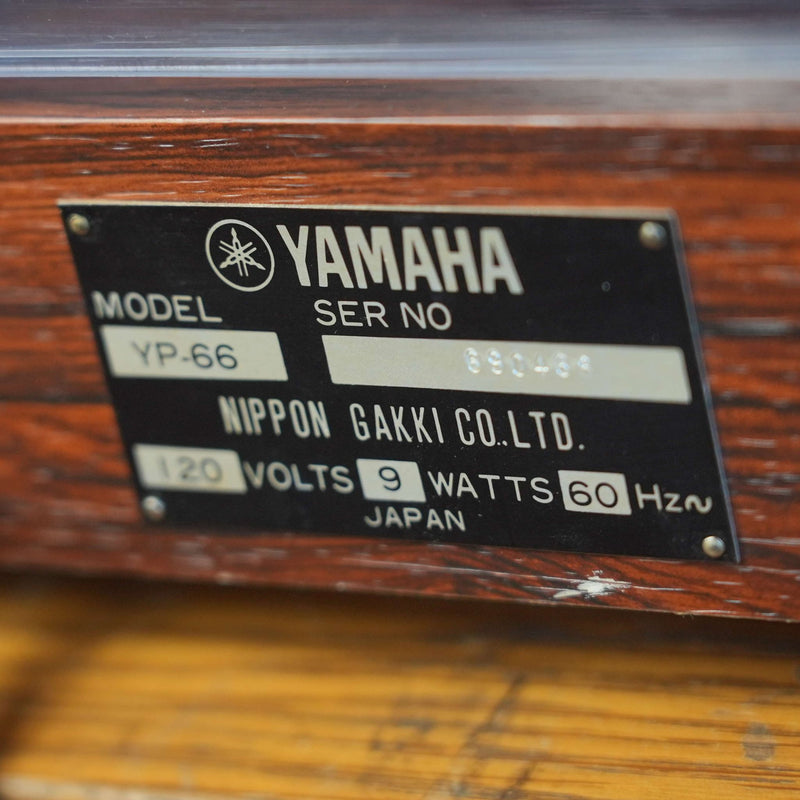 YAMAHA
MODEL SER NO
YP-66
NIPPON GAKKI CO.,LTD.
120 VOLTS 9 WATTS 60 Hz~
JAPAN